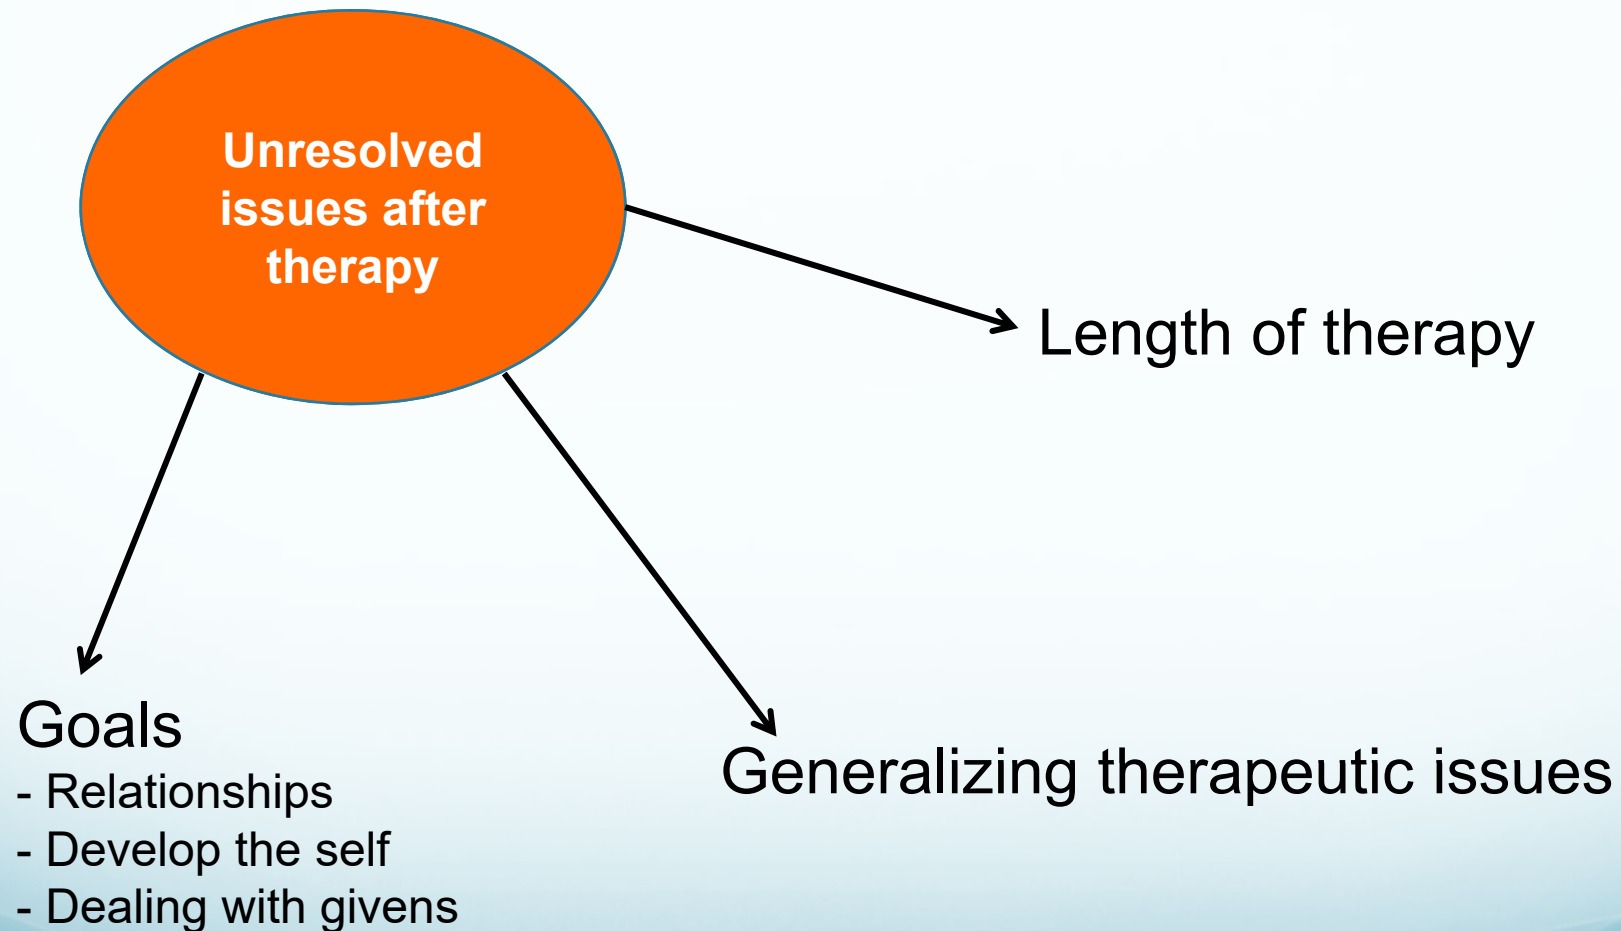 Unresolved
issues after
therapy
Length of therapy
Goals
- Relationships
- Develop the self
- Dealing with givens
Generalizing therapeutic issues